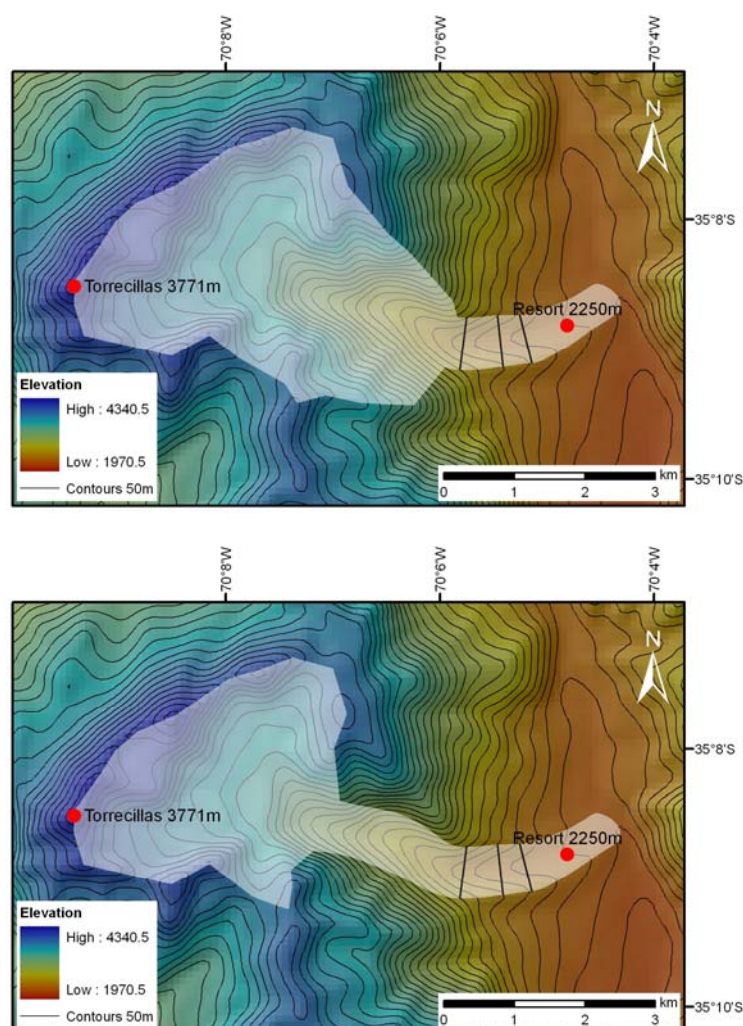 70°8'W 70°6'W 70°4'W
N
35°8'S
Torrecillas 3771m
Resort 2250m
Elevation
High : 4340.5
Low : 1970.5
Contours 50m
km
0 1 2 3
35°10'S
70°8'W 70°6'W 70°4'W
N
35°8'S
Torrecillas 3771m
Resort 2250m
Elevation
High : 4340.5
Low : 1970.5
Contours 50m
km
0 1 2 3
35°10'S